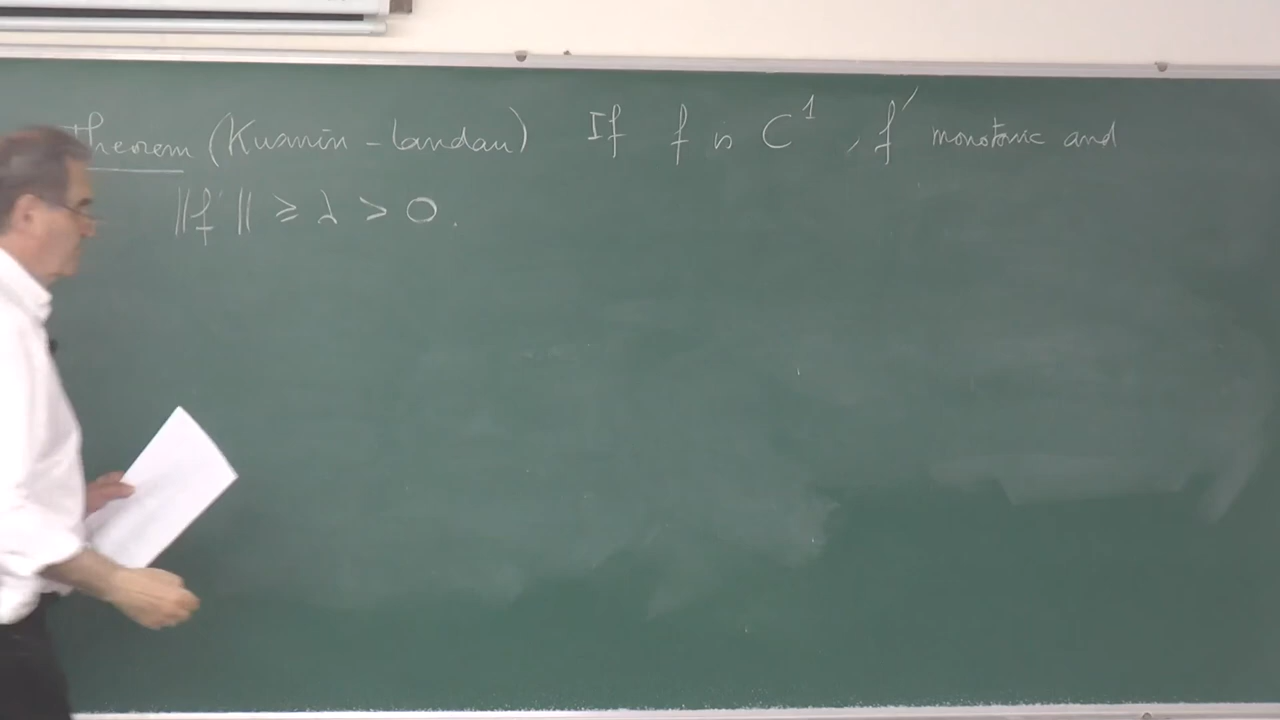 Theorem (Kusmin - Landau) If f is C¹, f′ monotonic and
‖f′‖ ≥ λ > 0.